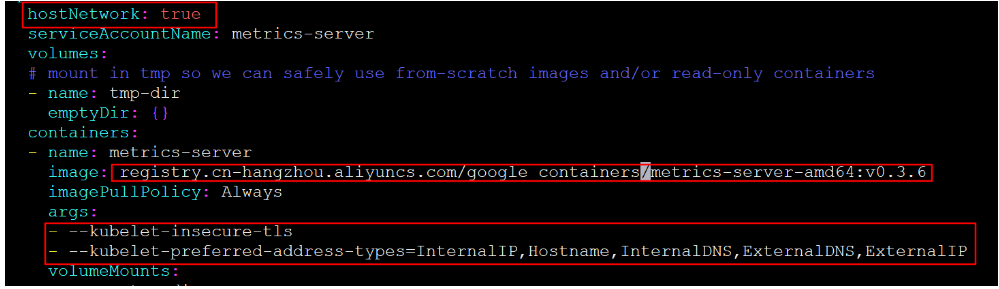 hostNetwork: true
serviceAccountName: metrics-server
volumes:
# mount in tmp so we can safely use from-scratch images and/or read-only containers
- name: tmp-dir
  emptyDir: {}
containers:
- name: metrics-server
  image: registry.cn-hangzhou.aliyuncs.com/google_containers/metrics-server-amd64:v0.3.6
  imagePullPolicy: Always
  args:
  - --kubelet-insecure-tls
  - --kubelet-preferred-address-types=InternalIP,Hostname,InternalDNS,ExternalDNS,ExternalIP
  volumeMounts: